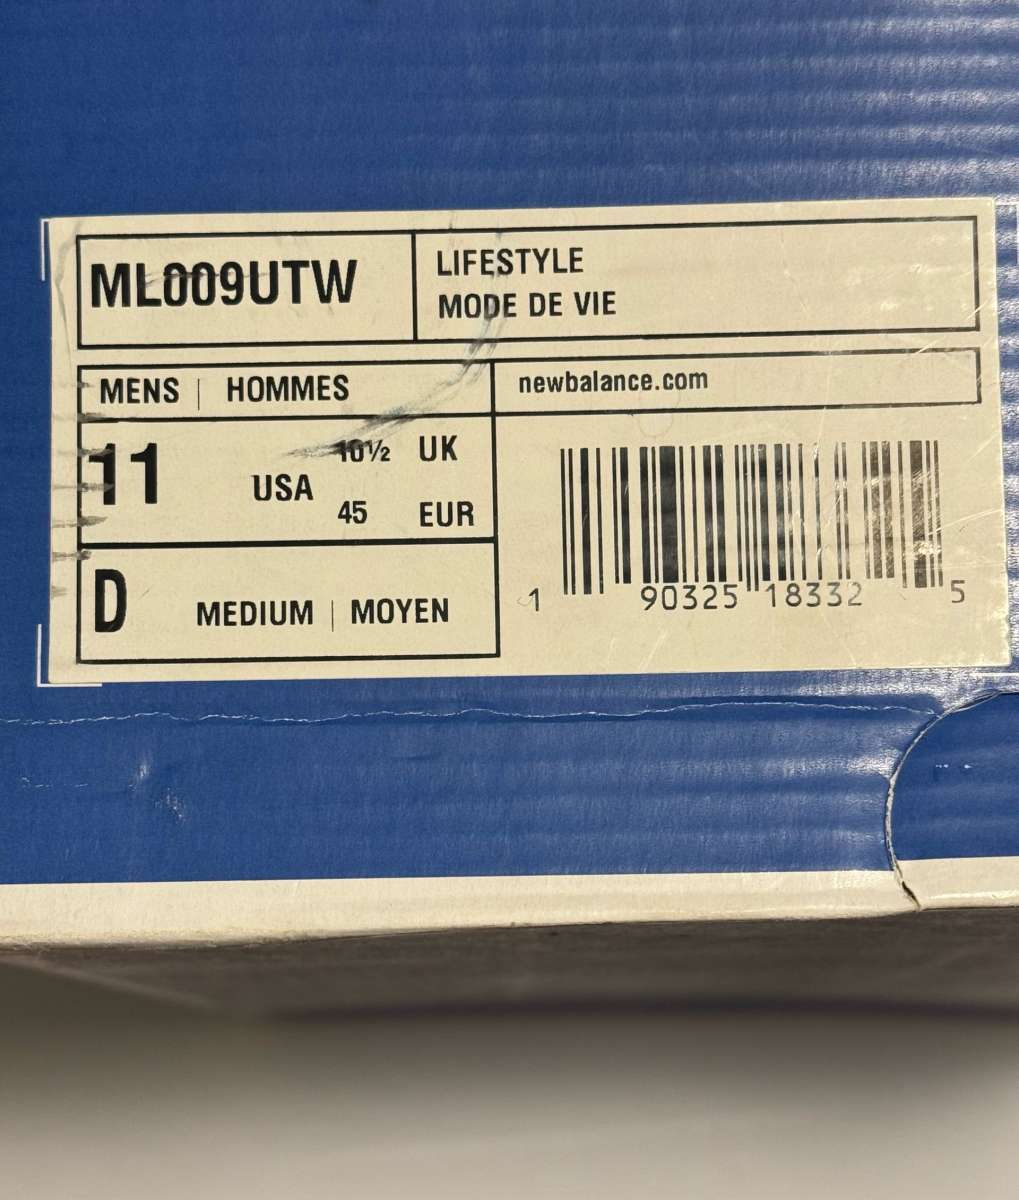 ML009UTW
LIFESTYLE
MODE DE VIE
MENS | HOMMES
newbalance.com
11 USA
10½ UK
45 EUR
D MEDIUM | MOYEN
1 90325 18332 5